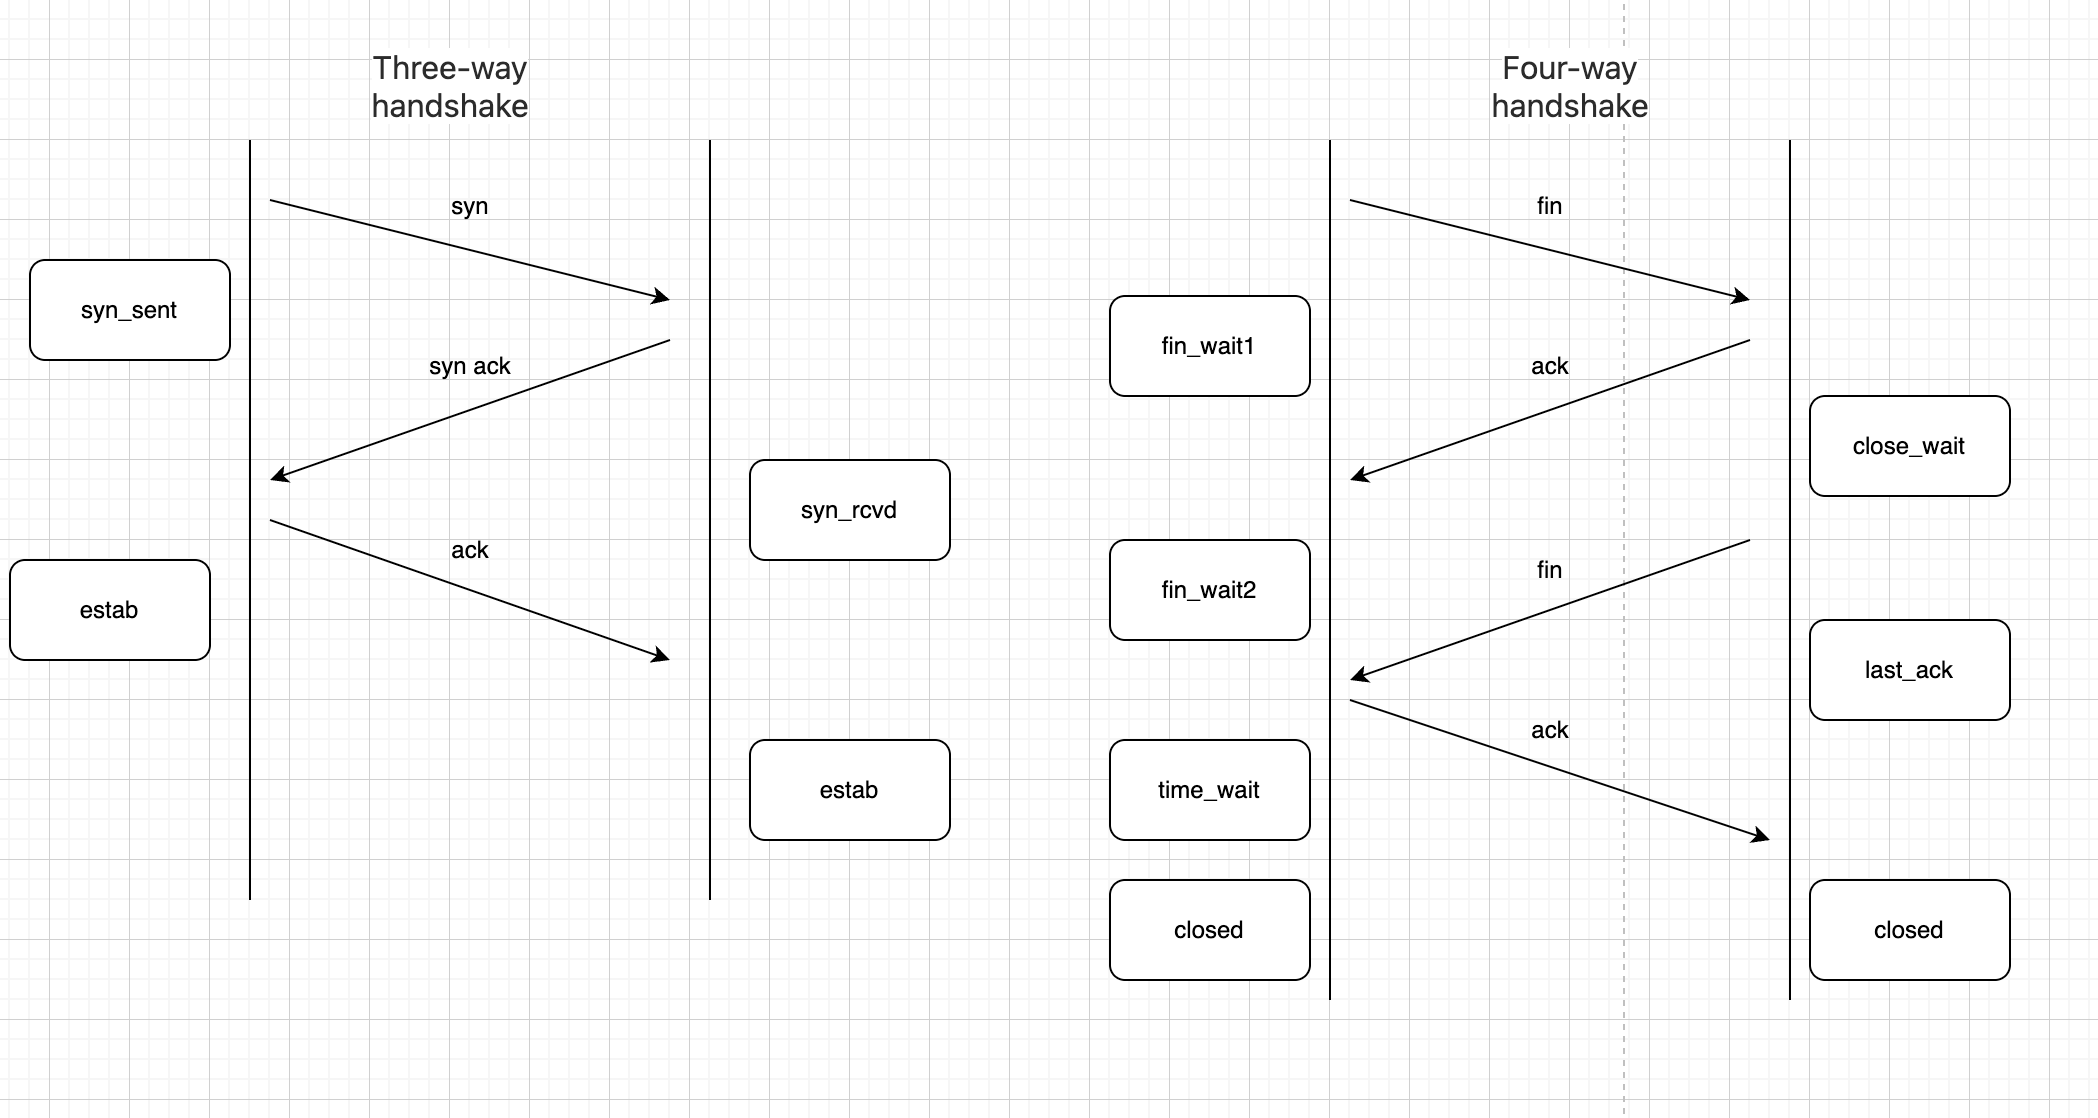 Three-way
handshake
syn
syn_sent
syn ack
syn_rcvd
ack
estab
estab
Four-way
handshake
fin
fin_wait1
ack
close_wait
fin_wait2
fin
last_ack
ack
time_wait
closed
closed